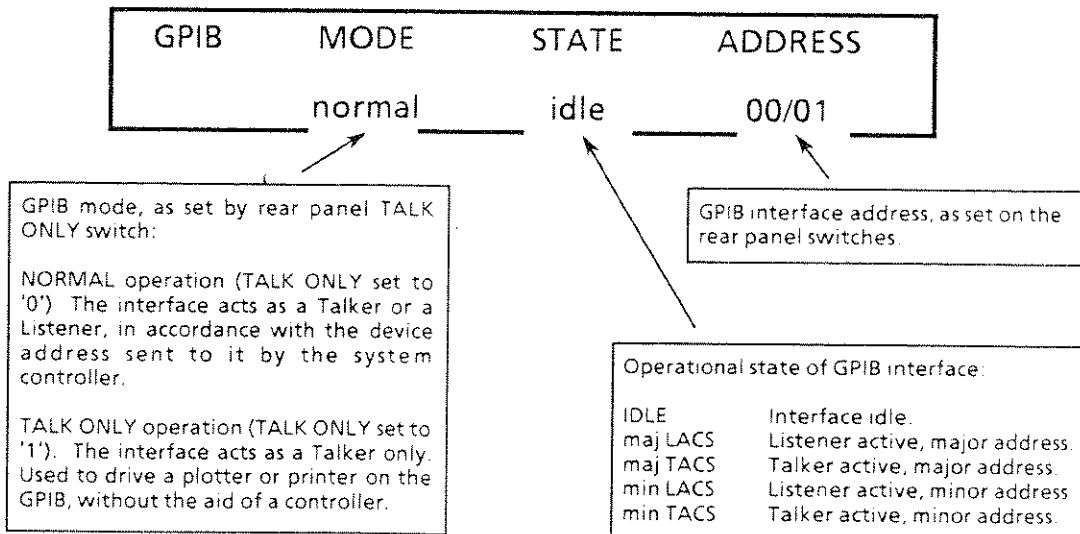 GPIB MODE STATE ADDRESS
normal idle 00/01
GPIB mode, as set by rear panel TALK
ONLY switch:
NORMAL operation (TALK ONLY set to
'0') The interface acts as a Talker or a
Listener, in accordance with the device
address sent to it by the system
controller.
TALK ONLY operation (TALK ONLY set to
'1'). The interface acts as a Talker only.
Used to drive a plotter or printer on the
GPIB, without the aid of a controller.
GPIB interface address, as set on the
rear panel switches.
Operational state of GPIB interface:
IDLE Interface idle.
maj LACS Listener active, major address.
maj TACS Talker active, major address.
min LACS Listener active, minor address
min TACS Talker active, minor address.